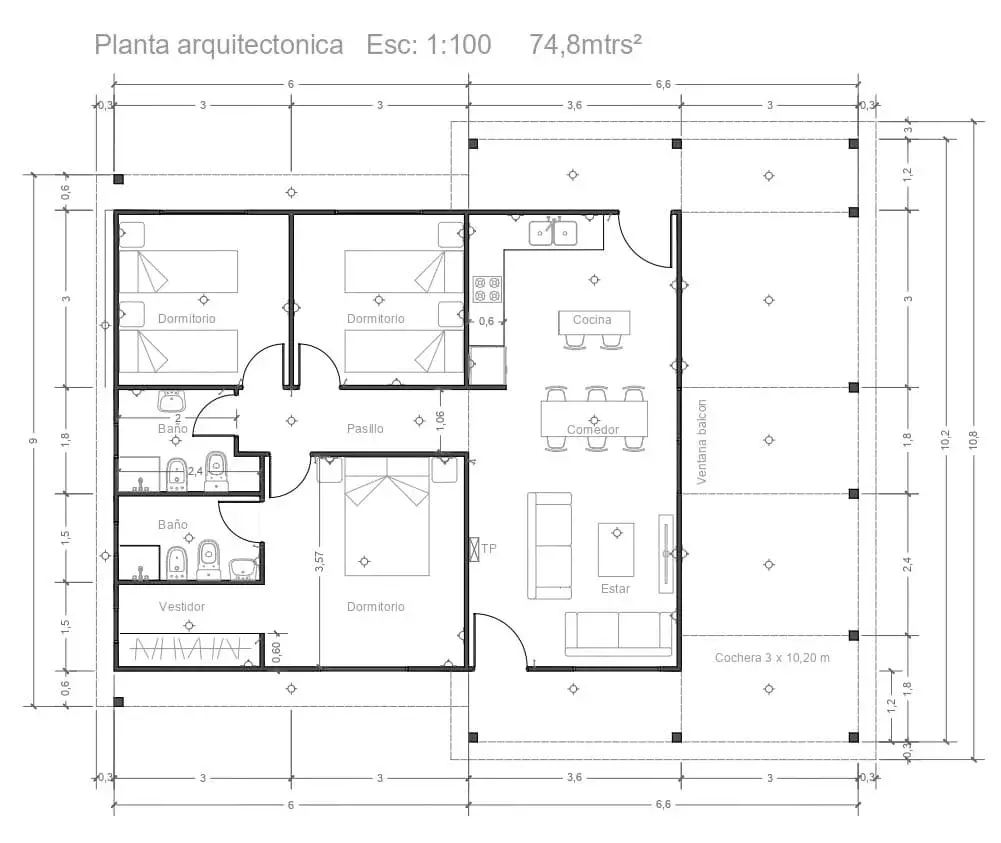 Planta arquitectonica Esc: 1:100 74,8mtrs²
6 6,6
0,3 3 3 3,6 3 0,3
3
1,2
0,6
3
3
Dormitorio Dormitorio 0,6 Cocina
2
Baño Pasillo 1,06 Comedor Ventana balcon
1,8 1,8
9 10,2 10,8
2,4
Baño
1,5 3,57 TP
2,4
Estar
Vestidor Dormitorio
1,5 0,60
Cochera 3 x 10,20 m
0,6 1,8
1,2
0,3
0,3 3 3 3,6 3 0,3
6 6,6